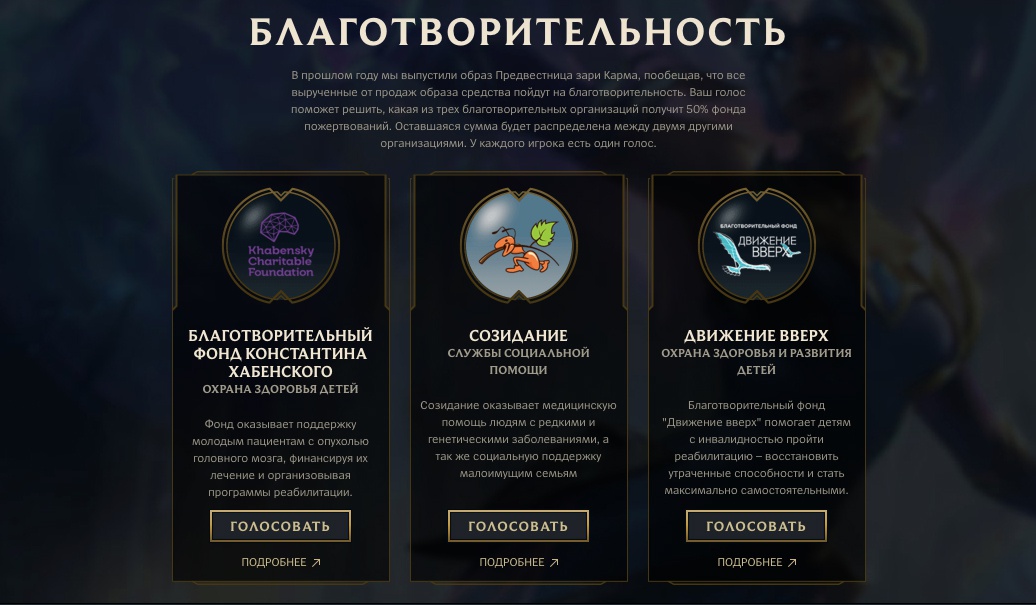 БЛАГОТВОРИТЕЛЬНОСТЬ
В прошлом году мы выпустили образ Предвестница зари Карма, пообещав, что все
вырученные от продаж образа средства пойдут на благотворительность. Ваш голос
поможет решить, какая из трех благотворительных организаций получит 50% фонда
пожертвований. Оставшаяся сумма будет распределена между двумя другими
организациями. У каждого игрока есть один голос.
Khabensky
Charitable
Foundation
БЛАГОТВОРИТЕЛЬНЫЙ
ФОНД КОНСТАНТИНА
ХАБЕНСКОГО
ОХРАНА ЗДОРОВЬЯ ДЕТЕЙ
Фонд оказывает поддержку
молодым пациентам с опухолью
головного мозга, финансируя их
лечение и организовывая
программы реабилитации.
ГОЛОСОВАТЬ
ПОДРОБНЕЕ
СОЗИДАНИЕ
СЛУЖБЫ СОЦИАЛЬНОЙ
ПОМОЩИ
Созидание оказывает медицинскую
помощь людям с редкими и
генетическими заболеваниями, а
так же социальную поддержку
малоимущим семьям
ГОЛОСОВАТЬ
ПОДРОБНЕЕ
БЛАГОТВОРИТЕЛЬНЫЙ ФОНД
ДВИЖЕНИЕ
ВВЕРХ
ДВИЖЕНИЕ ВВЕРХ
ОХРАНА ЗДОРОВЬЯ И РАЗВИТИЯ
ДЕТЕЙ
Благотворительный фонд
"Движение вверх" помогает детям
с инвалидностью пройти
реабилитацию – восстановить
утраченные способности и стать
максимально самостоятельными.
ГОЛОСОВАТЬ
ПОДРОБНЕЕ